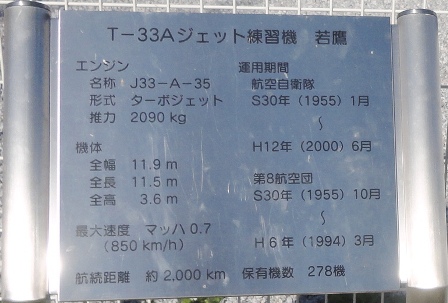 T-33Aジェット練習機 若鷹
エンジン
名称 J33-A-35
形式 ターボジェット
推力 2090 kg
機体
全幅 11.9 m
全長 11.5 m
全高 3.6 m
最大速度 マッハ0.7
(850 km/h)
運用期間
航空自衛隊
S30年 (1955) 1月
~
H12年 (2000) 6月
第8航空団
S30年 (1955) 10月
~
H 6年 (1994) 3月
航続距離 約2,000 km 保有機数 278機